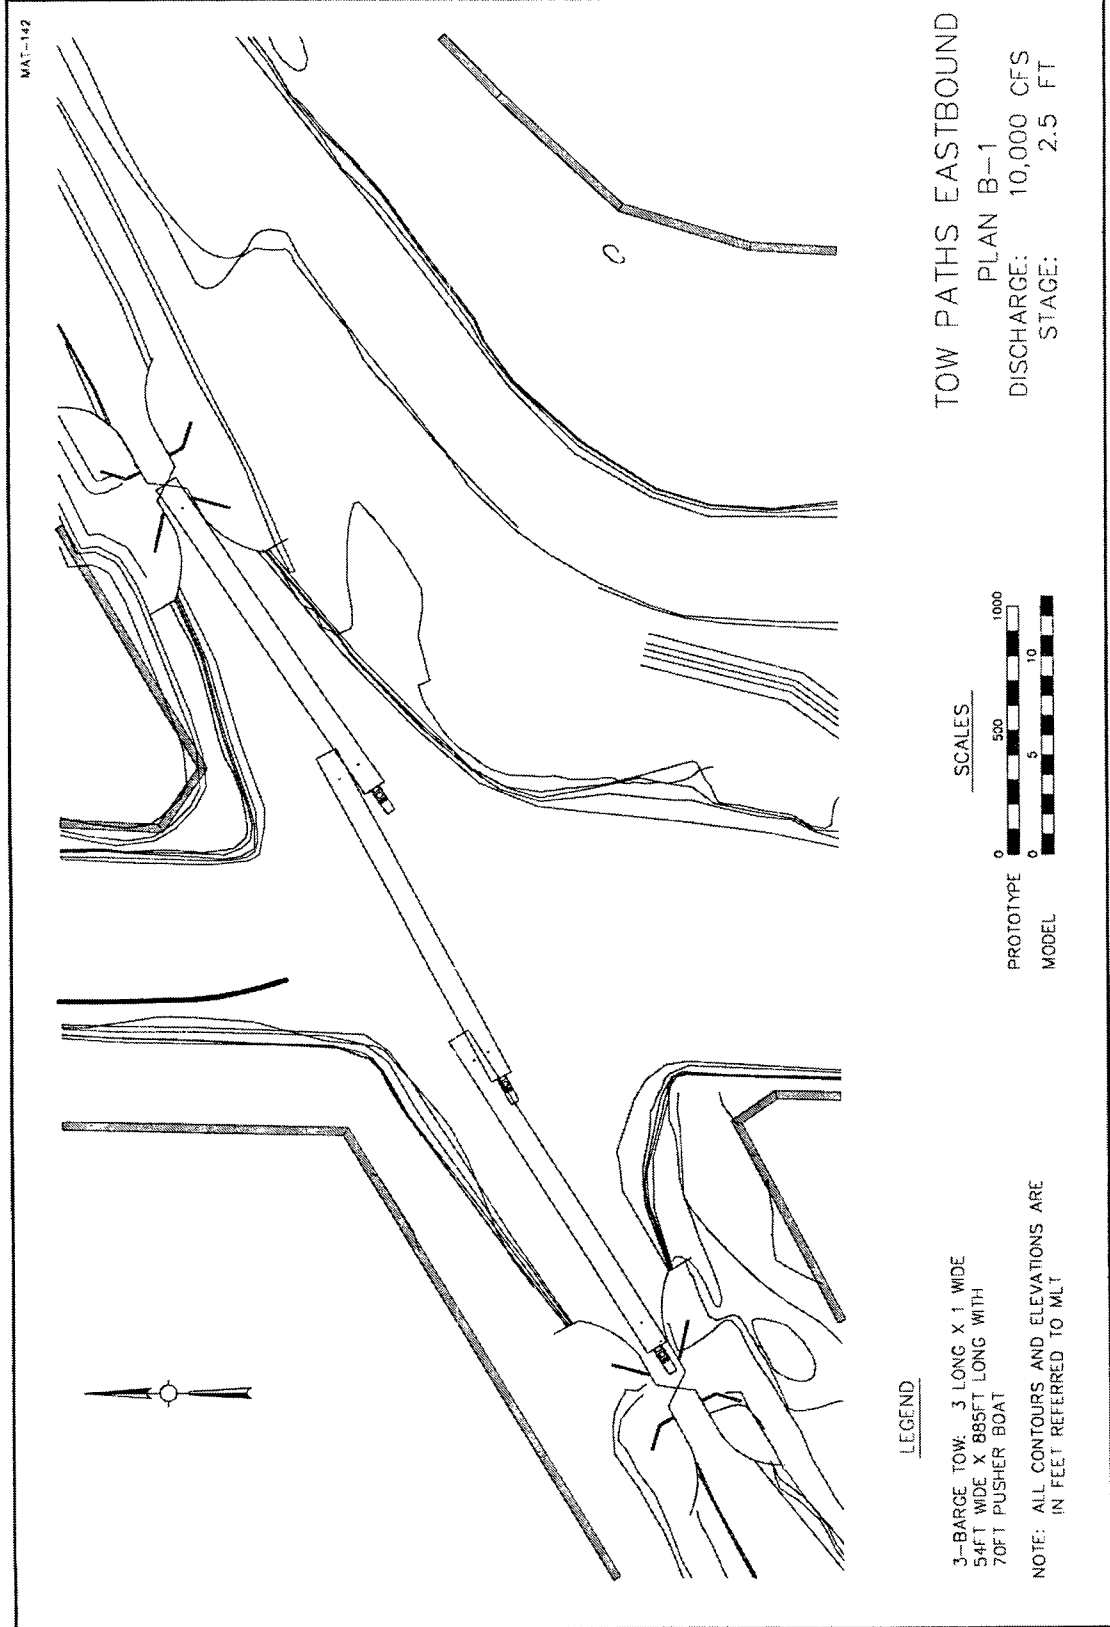 MAT-142
TOW PATHS EASTBOUND
PLAN B-1
DISCHARGE: 10,000 CFS
STAGE: 2.5 FT
SCALES
PROTOTYPE 0 500 1000
MODEL 0 5 10
LEGEND
3-BARGE TOW: 3 LONG X 1 WIDE
54FT WIDE X 885FT LONG WITH
70FT PUSHER BOAT
NOTE: ALL CONTOURS AND ELEVATIONS ARE
IN FEET REFERRED TO MLT